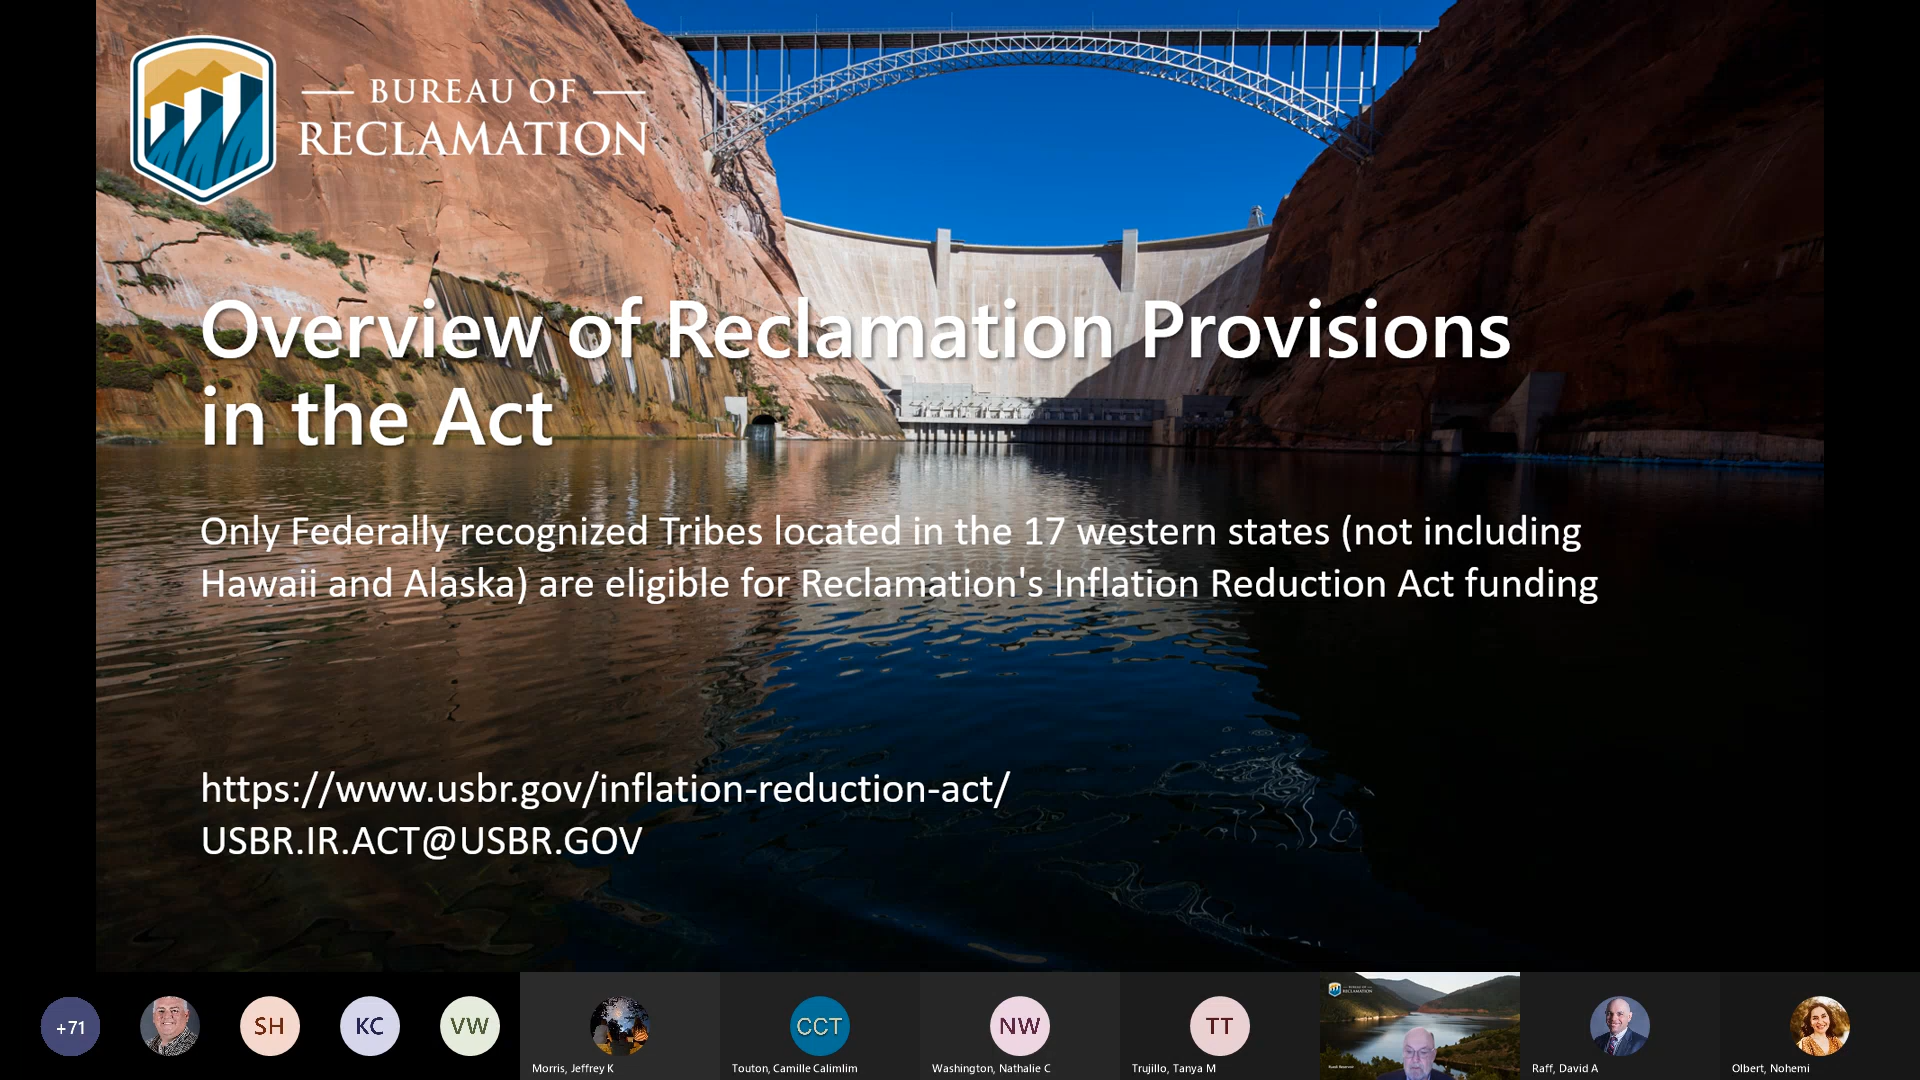 BUREAU OF
RECLAMATION
Overview of Reclamation Provisions
in the Act
Only Federally recognized Tribes located in the 17 western states (not including
Hawaii and Alaska) are eligible for Reclamation's Inflation Reduction Act funding
https://www.usbr.gov/inflation-reduction-act/
USBR.IR.ACT@USBR.GOV
+71
SH
KC
VW
Morris, Jeffrey K
CCT
Touton, Camille Calimlim
NW
Washington, Nathalie C
TT
Trujillo, Tanya M
BUREAU OF
RECLAMATION
Raff, David A
Olbert, Nohemi